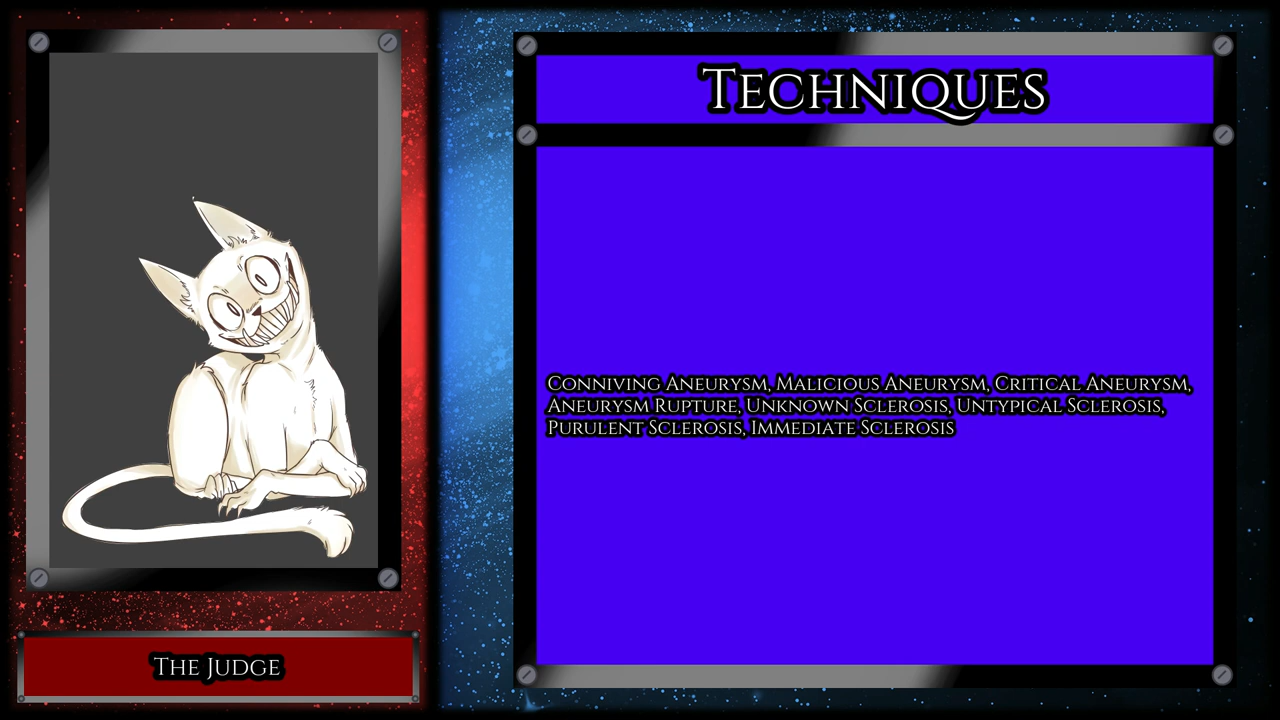 Techniques
Conniving Aneurysm, Malicious Aneurysm, Critical Aneurysm,
Aneurysm Rupture, Unknown Sclerosis, Untypical Sclerosis,
Purulent Sclerosis, Immediate Sclerosis
The Judge